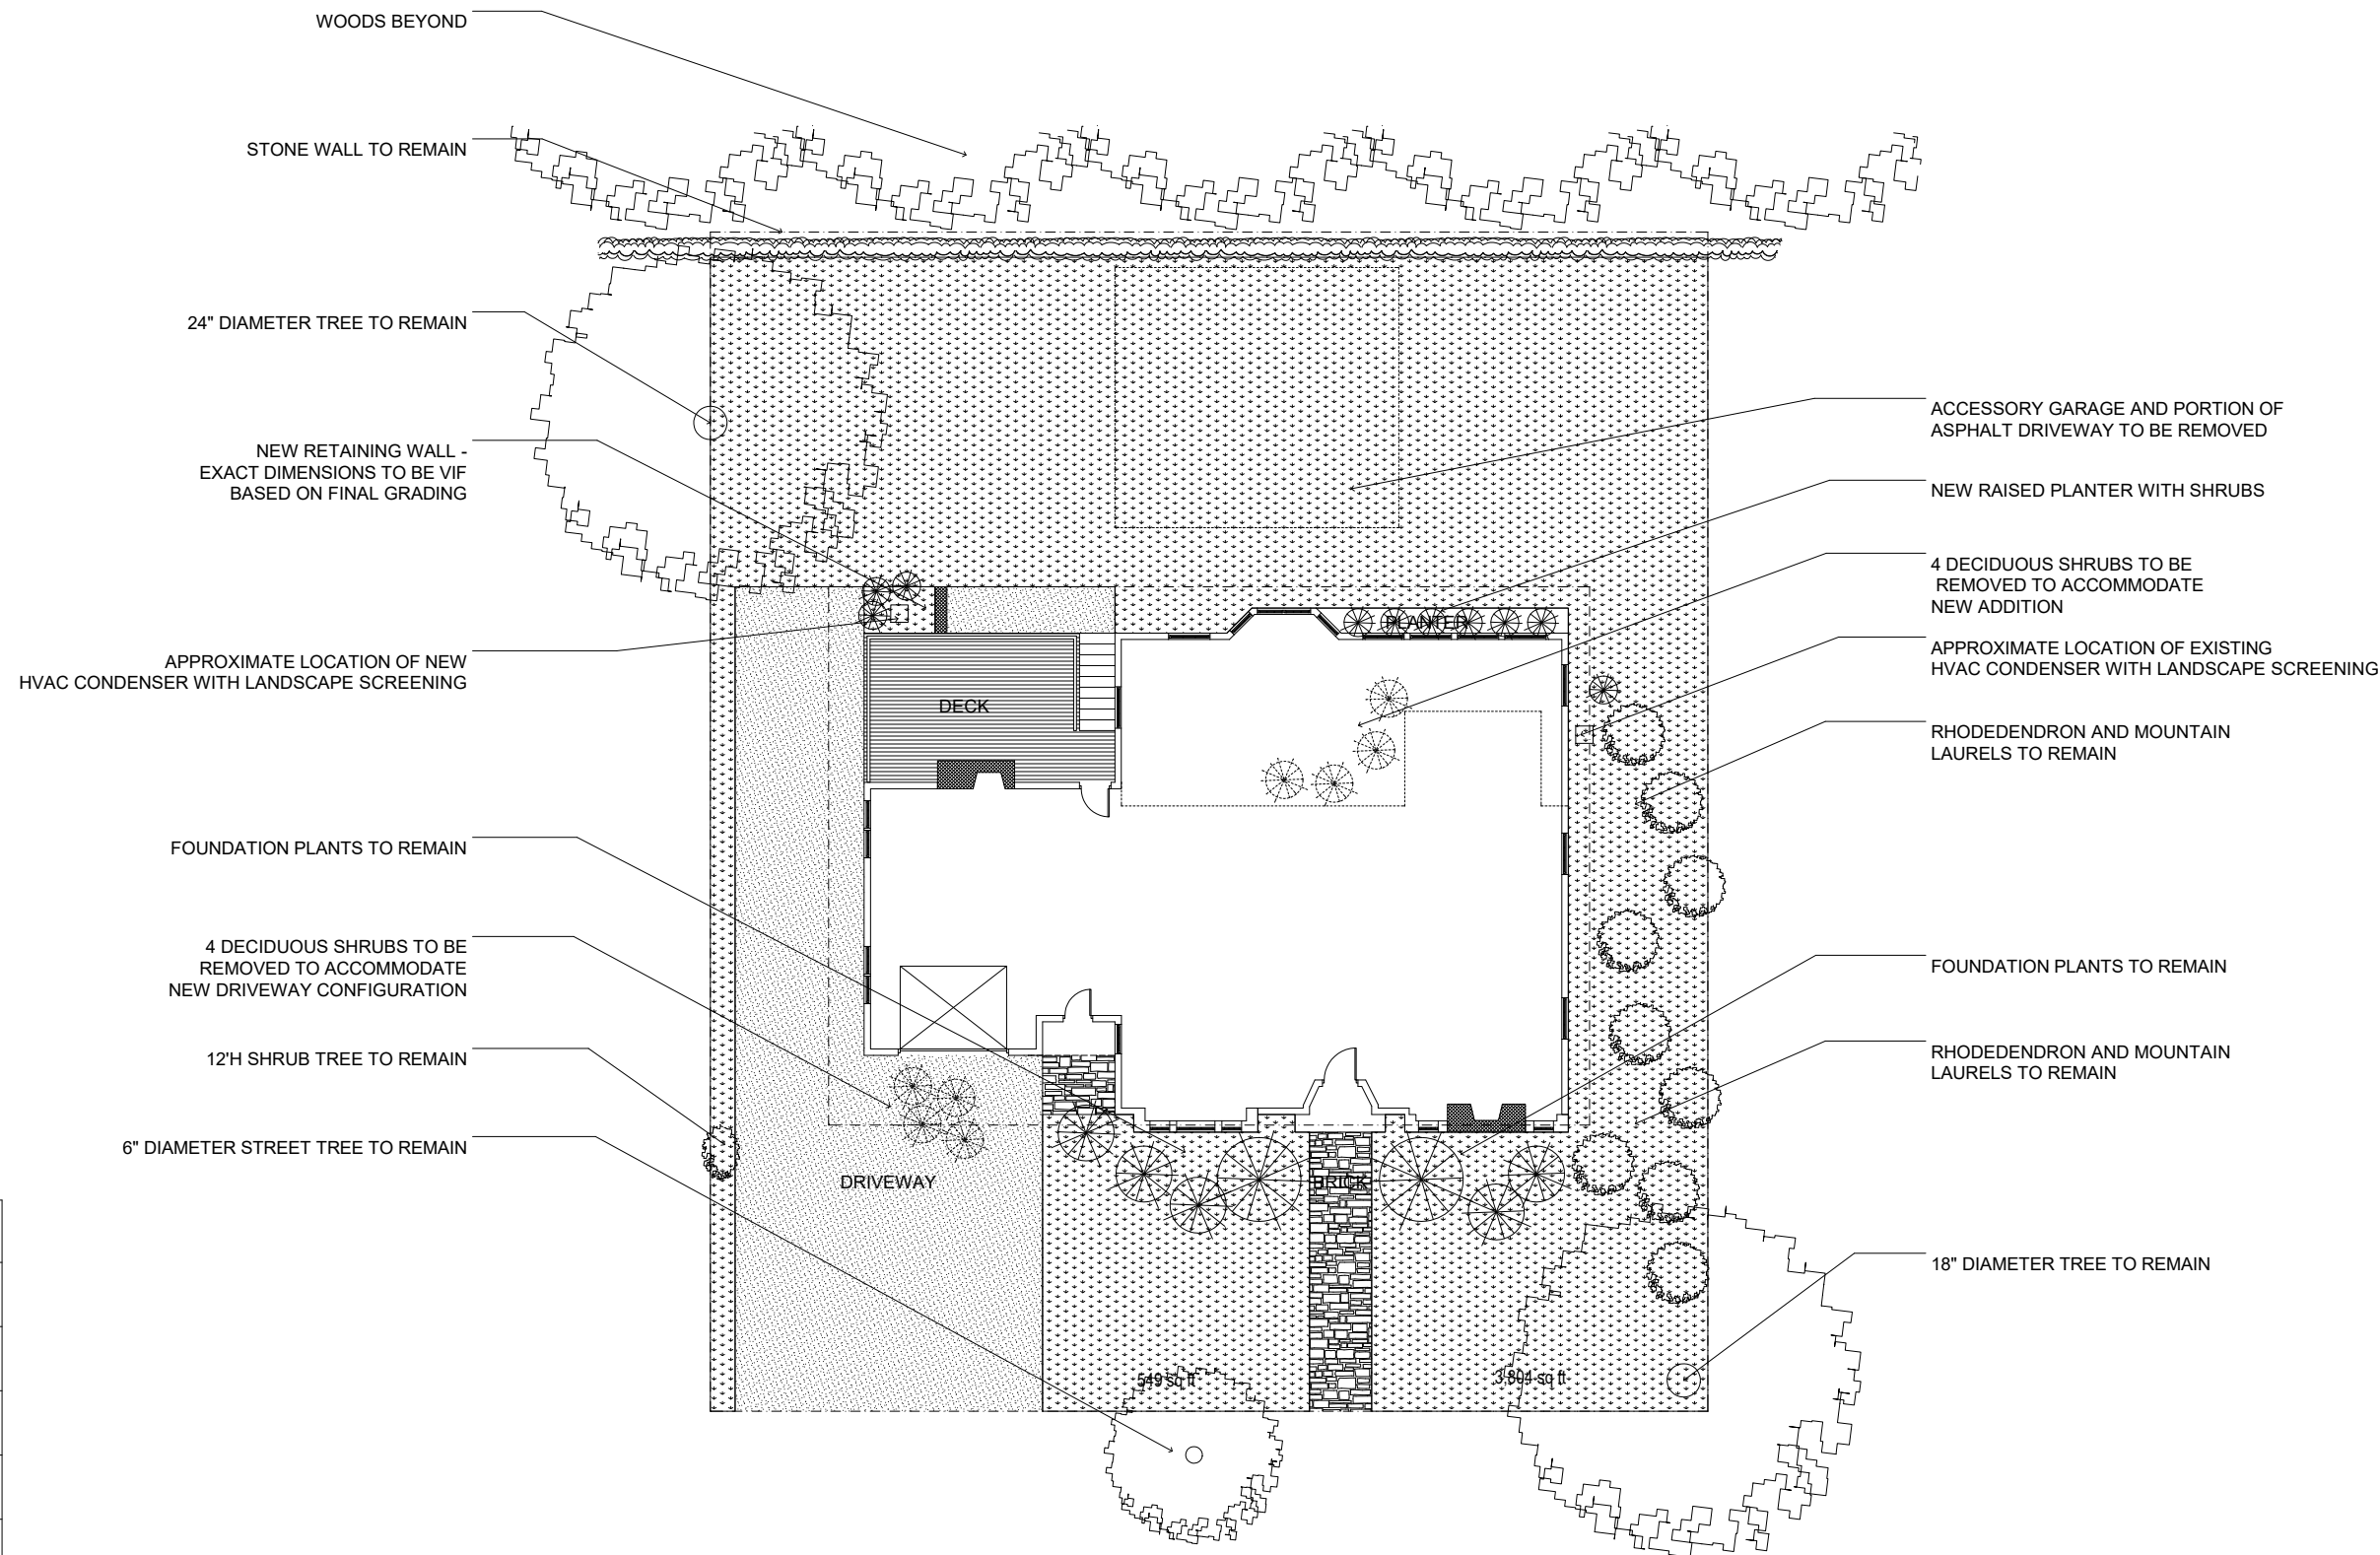 WOODS BEYOND
STONE WALL TO REMAIN
24" DIAMETER TREE TO REMAIN
NEW RETAINING WALL -
EXACT DIMENSIONS TO BE VIF
BASED ON FINAL GRADING
APPROXIMATE LOCATION OF NEW
HVAC CONDENSER WITH LANDSCAPE SCREENING
FOUNDATION PLANTS TO REMAIN
4 DECIDUOUS SHRUBS TO BE
REMOVED TO ACCOMMODATE
NEW DRIVEWAY CONFIGURATION
12'H SHRUB TREE TO REMAIN
6" DIAMETER STREET TREE TO REMAIN
PLANTER
DECK
DRIVEWAY
BRICK
549 sq ft
3,804 sq ft
ACCESSORY GARAGE AND PORTION OF
ASPHALT DRIVEWAY TO BE REMOVED
NEW RAISED PLANTER WITH SHRUBS
4 DECIDUOUS SHRUBS TO BE
REMOVED TO ACCOMMODATE
NEW ADDITION
APPROXIMATE LOCATION OF EXISTING
HVAC CONDENSER WITH LANDSCAPE SCREENING
RHODEDENDRON AND MOUNTAIN
LAURELS TO REMAIN
FOUNDATION PLANTS TO REMAIN
RHODEDENDRON AND MOUNTAIN
LAURELS TO REMAIN
18" DIAMETER TREE TO REMAIN